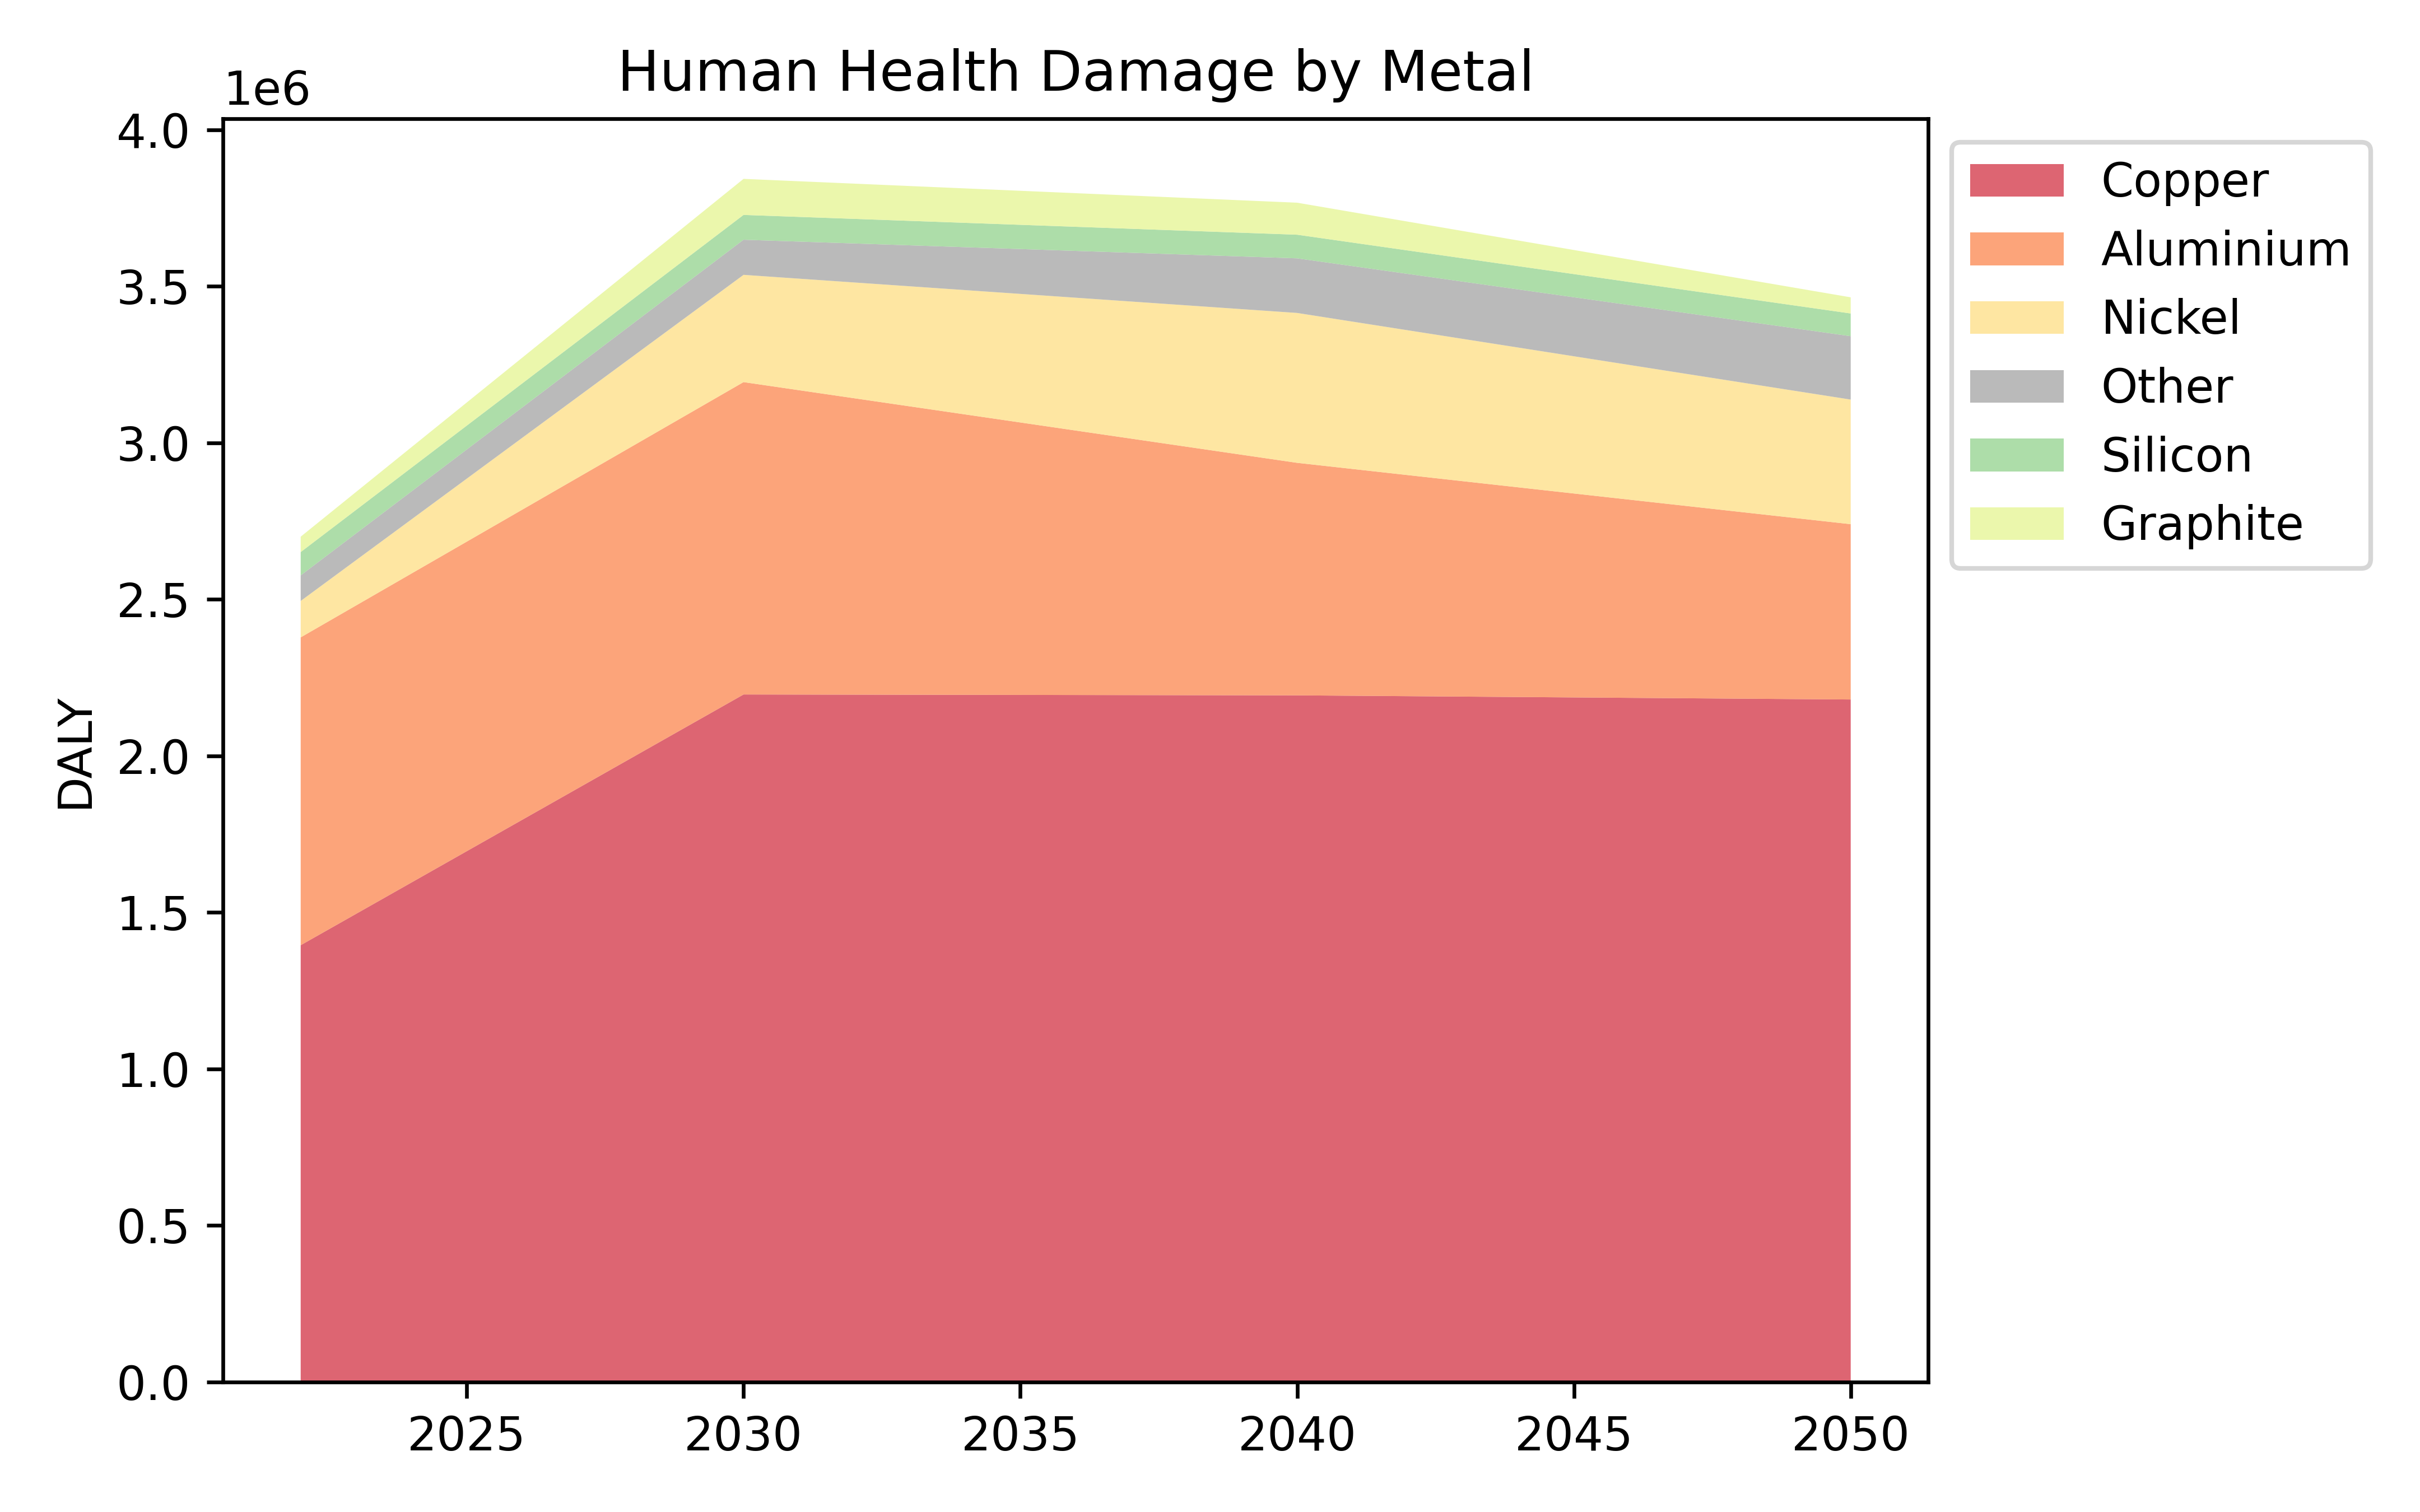 Human Health Damage by Metal
1e6
4.0
3.5
3.0
2.5
2.0
1.5
1.0
0.5
0.0
DALY
2025
2030
2035
2040
2045
2050
Copper
Aluminium
Nickel
Other
Silicon
Graphite